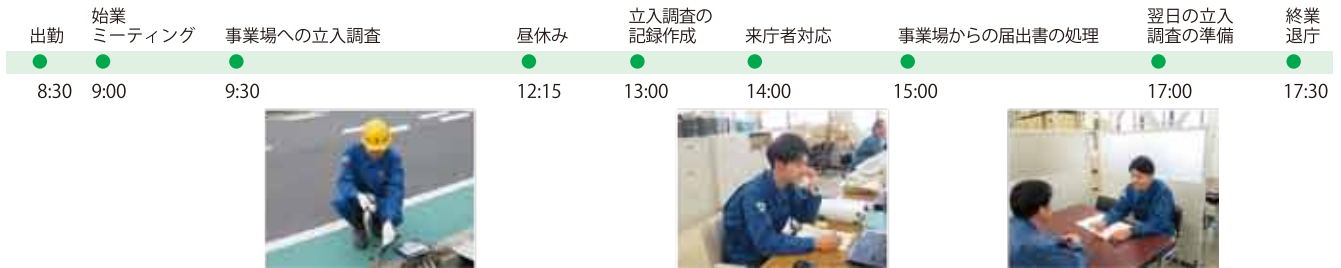 出勤
始業
ミーティング
事業場への立入調査
昼休み
立入調査の
記録作成
来庁者対応
事業場からの届出書の処理
翌日の立入
調査の準備
終業
退庁
8:30
9:00
9:30
12:15
13:00
14:00
15:00
17:00
17:30